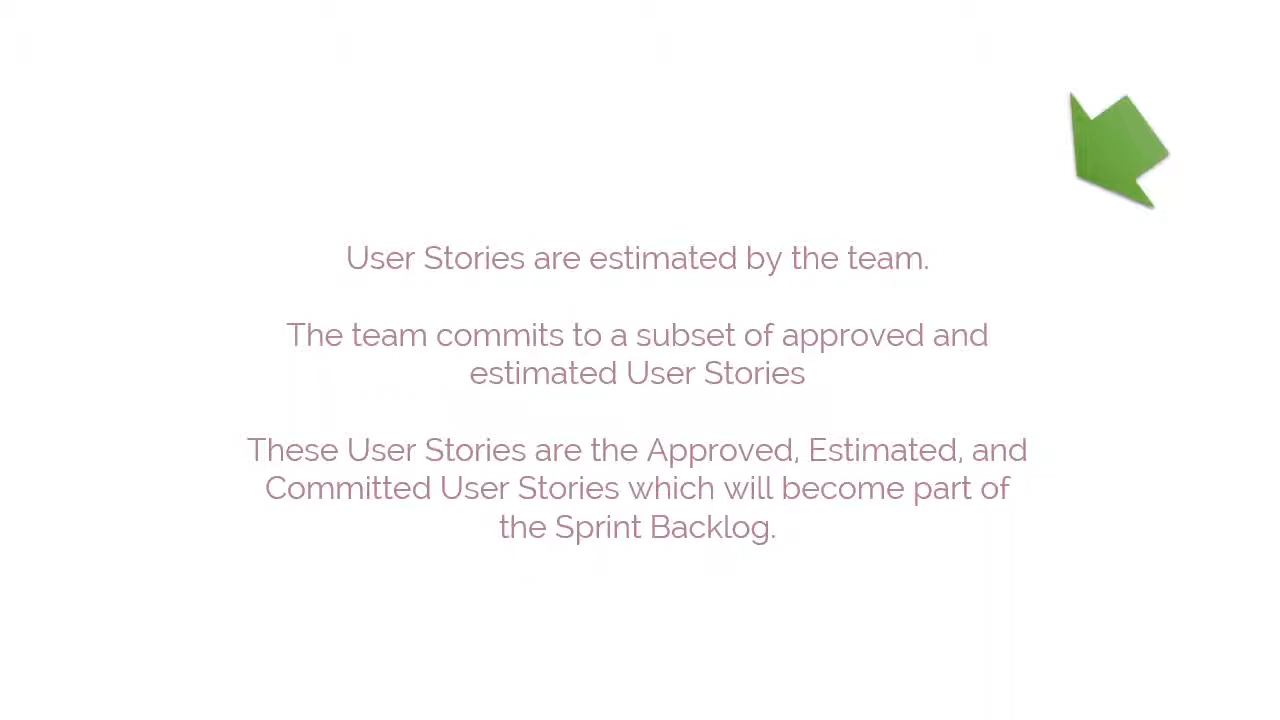 User Stories are estimated by the team.
The team commits to a subset of approved and
estimated User Stories
These User Stories are the Approved, Estimated, and
Committed User Stories which will become part of
the Sprint Backlog.